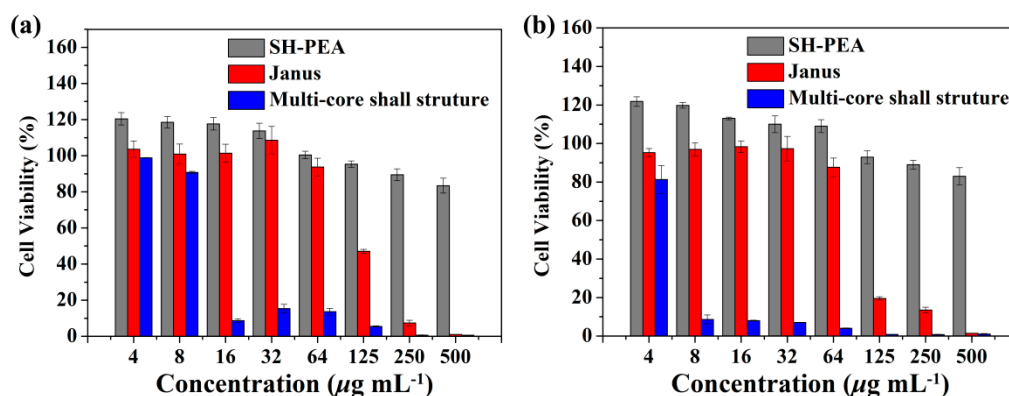 (a)
160
140
120
100
80
60
40
20
0
Cell Viability (%)
SH-PEA
Janus
Multi-core shall struture
4 8 16 32 64 125 250 500
Concentration (μg mL⁻¹)
(b)
160
140
120
100
80
60
40
20
0
Cell Viability (%)
SH-PEA
Janus
Multi-core shall struture
4 8 16 32 64 125 250 500
Concentration (μg mL⁻¹)